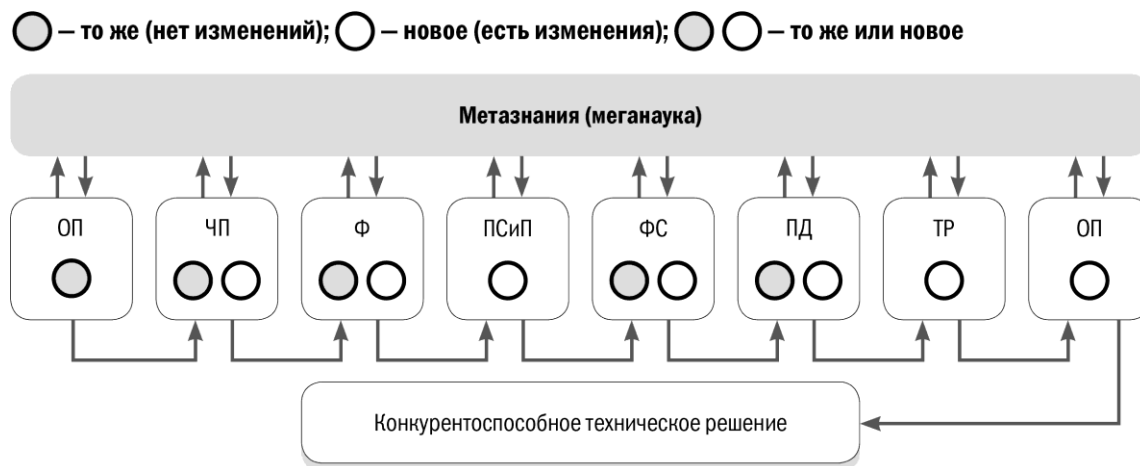 — то же (нет изменений); — новое (есть изменения); — то же или новое
Метазнания (меганаука)
ОП ЧП Ф ПСиП ФС ПД ТР ОП
Конкурентоспособное техническое решение